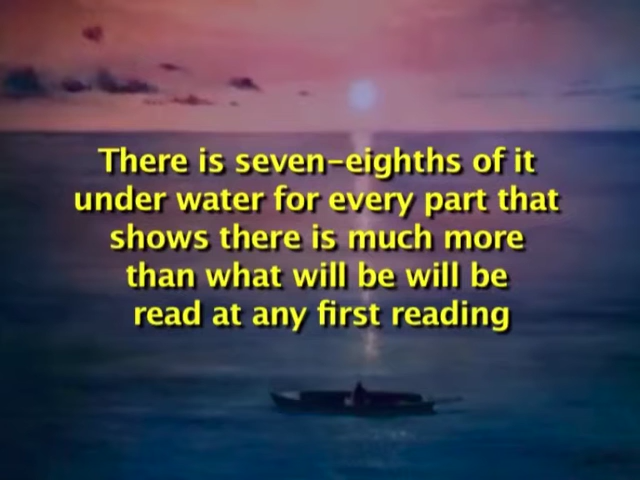 There is seven-eighths of it
under water for every part that
shows there is much more
than what will be will be
read at any first reading